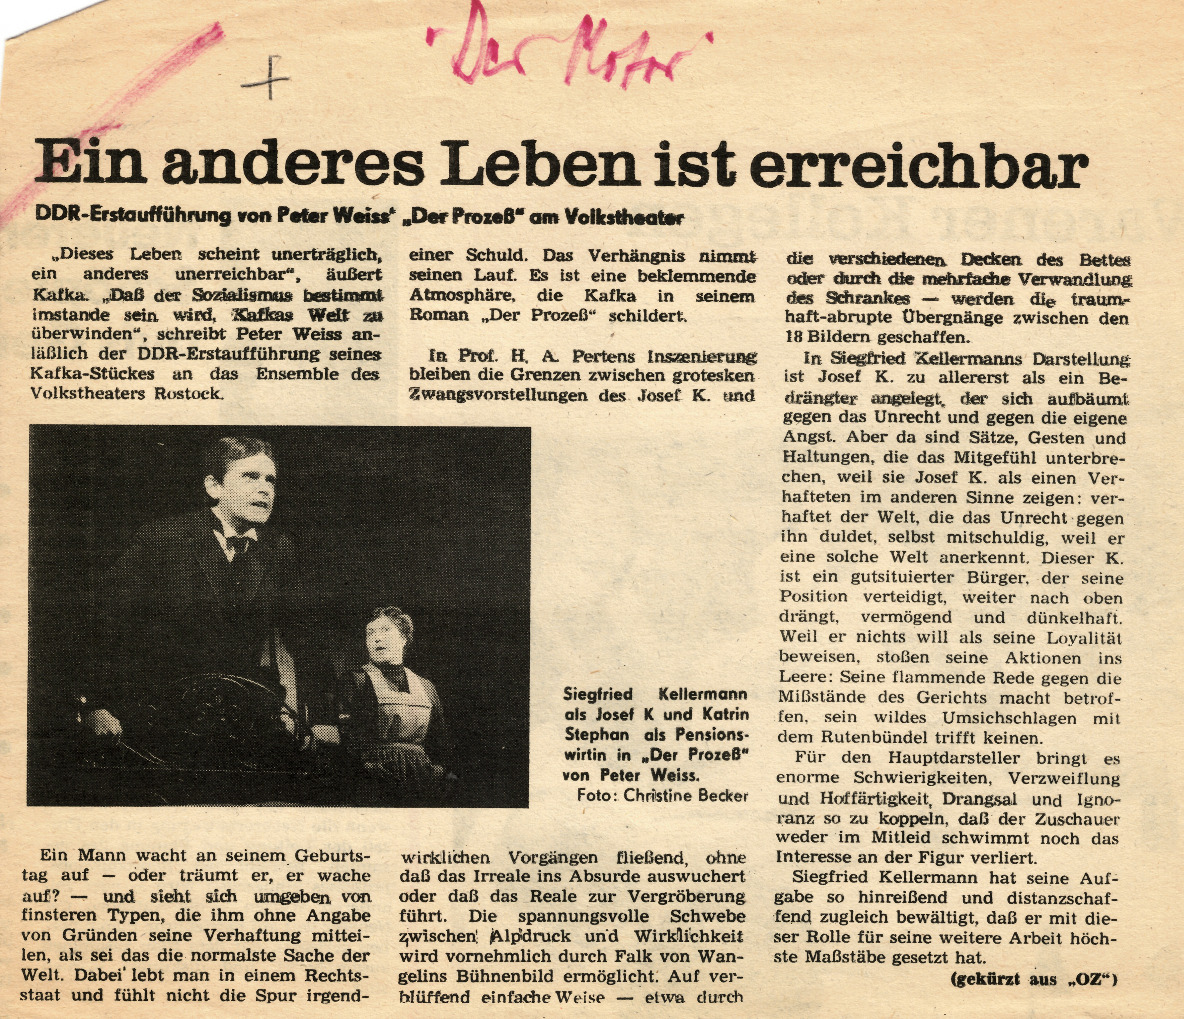 'Der Motor'
+
Ein anderes Leben ist erreichbar
DDR-Erstaufführung von Peter Weiss' „Der Prozeß“ am Volkstheater
„Dieses Leben scheint unerträglich,
ein anderes unerreichbar“, äußert
Kafka. „Daß der Sozialismus bestimmt
imstande sein wird, Kafkas Welt zu
überwinden“, schreibt Peter Weiss an-
läßlich der DDR-Erstaufführung seines
Kafka-Stückes an das Ensemble des
Volkstheaters Rostock.
Ein Mann wacht an seinem Geburts-
tag auf — oder träumt er, er wache
auf? — und sieht sich umgeben von
finsteren Typen, die ihm ohne Angabe
von Gründen seine Verhaftung mittei-
len, als sei das die normalste Sache der
Welt. Dabei lebt man in einem Rechts-
staat und fühlt nicht die Spur irgend-
einer Schuld. Das Verhängnis nimmt
seinen Lauf. Es ist eine beklemmende
Atmosphäre, die Kafka in seinem
Roman „Der Prozeß“ schildert.
In Prof. H. A. Pertens Inszenierung
bleiben die Grenzen zwischen grotesken
Zwangsvorstellungen des Josef K. und
wirklichen Vorgängen fließend, ohne
daß das Irreale ins Absurde auswuchert
oder daß das Reale zur Vergröberung
führt. Die spannungsvolle Schwebe
zwischen Alpdruck und Wirklichkeit
wird vornehmlich durch Falk von Wan-
gelins Bühnenbild ermöglicht. Auf ver-
blüffend einfache Weise — etwa durch
die verschiedenen Decken des Bettes
oder durch die mehrfache Verwandlung
des Schrankes — werden die traum-
haft-abrupte Übergnänge zwischen den
18 Bildern geschaffen.
In Siegfried Kellermanns Darstellung
ist Josef K. zu allererst als ein Be-
drängter angelegt, der sich aufbäumt
gegen das Unrecht und gegen die eigene
Angst. Aber da sind Sätze, Gesten und
Haltungen, die das Mitgefühl unterbre-
chen, weil sie Josef K. als einen Ver-
hafteten im anderen Sinne zeigen: ver-
haftet der Welt, die das Unrecht gegen
ihn duldet, selbst mitschuldig, weil er
eine solche Welt anerkennt. Dieser K.
ist ein gutsituierter Bürger, der seine
Position verteidigt, weiter nach oben
drängt, vermögend und dünkelhaft.
Weil er nichts will als seine Loyalität
beweisen, stoßen seine Aktionen ins
Leere: Seine flammende Rede gegen die
Mißstände des Gerichts macht betrof-
fen, sein wildes Umsichschlagen mit
dem Rutenbündel trifft keinen.
Für den Hauptdarsteller bringt es
enorme Schwierigkeiten, Verzweiflung
und Hoffärtigkeit, Drangsal und Igno-
ranz so zu koppeln, daß der Zuschauer
weder im Mitleid schwimmt noch das
Interesse an der Figur verliert.
Siegfried Kellermann hat seine Auf-
gabe so hinreißend und distanzschaf-
fend zugleich bewältigt, daß er mit die-
ser Rolle für seine weitere Arbeit höch-
ste Maßstäbe gesetzt hat.
(gekürzt aus „OZ“)
Siegfried Kellermann
als Josef K und Katrin
Stephan als Pensions-
wirtin in „Der Prozeß“
von Peter Weiss.
Foto: Christine Becker